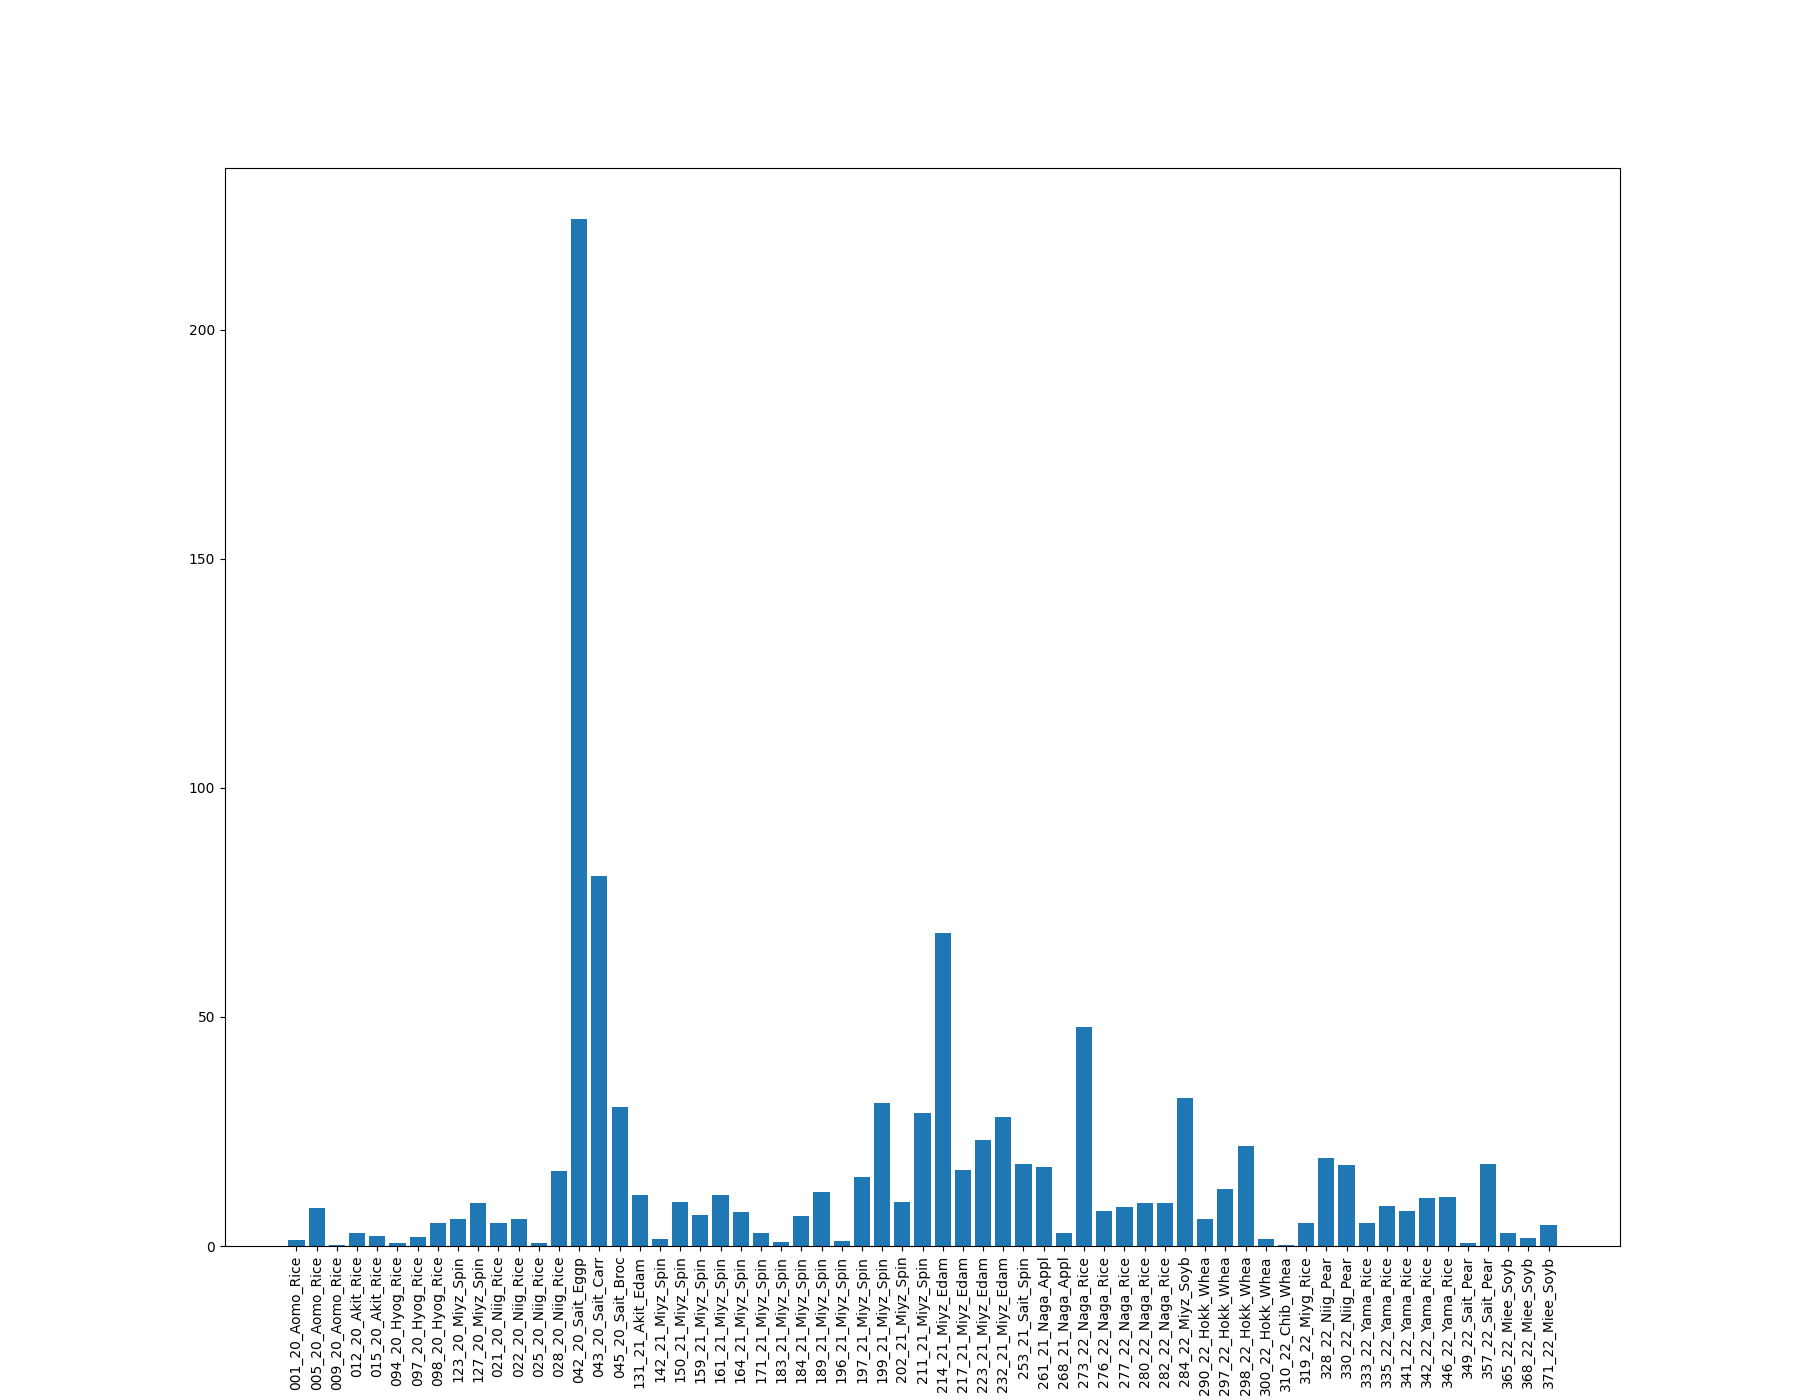 200
150
100
50
0
001_20_Aomo_Rice
005_20_Aomo_Rice
009_20_Aomo_Rice
012_20_Akit_Rice
015_20_Akit_Rice
094_20_Hyog_Rice
097_20_Hyog_Rice
098_20_Hyog_Rice
123_20_Miyz_Spin
127_20_Miyz_Spin
021_20_Niig_Rice
022_20_Niig_Rice
025_20_Niig_Rice
028_20_Niig_Rice
042_20_Sait_Eggp
043_20_Sait_Carr
045_20_Sait_Broc
131_21_Akit_Edam
142_21_Miyz_Spin
150_21_Miyz_Spin
159_21_Miyz_Spin
161_21_Miyz_Spin
164_21_Miyz_Spin
171_21_Miyz_Spin
183_21_Miyz_Spin
184_21_Miyz_Spin
189_21_Miyz_Spin
196_21_Miyz_Spin
197_21_Miyz_Spin
199_21_Miyz_Spin
202_21_Miyz_Spin
211_21_Miyz_Spin
214_21_Miyz_Edam
217_21_Miyz_Edam
223_21_Miyz_Edam
232_21_Miyz_Edam
253_21_Sait_Spin
261_21_Naga_Appl
268_21_Naga_Appl
273_22_Naga_Rice
276_22_Naga_Rice
277_22_Naga_Rice
280_22_Naga_Rice
282_22_Naga_Rice
284_22_Miyz_Soyb
290_22_Hokk_Whea
297_22_Hokk_Whea
298_22_Hokk_Whea
300_22_Hokk_Whea
310_22_Chib_Whea
319_22_Miyg_Rice
328_22_Niig_Pear
330_22_Niig_Pear
333_22_Yama_Rice
335_22_Yama_Rice
341_22_Yama_Rice
342_22_Yama_Rice
346_22_Yama_Rice
349_22_Sait_Pear
357_22_Sait_Pear
365_22_Miee_Soyb
368_22_Miee_Soyb
371_22_Miee_Soyb